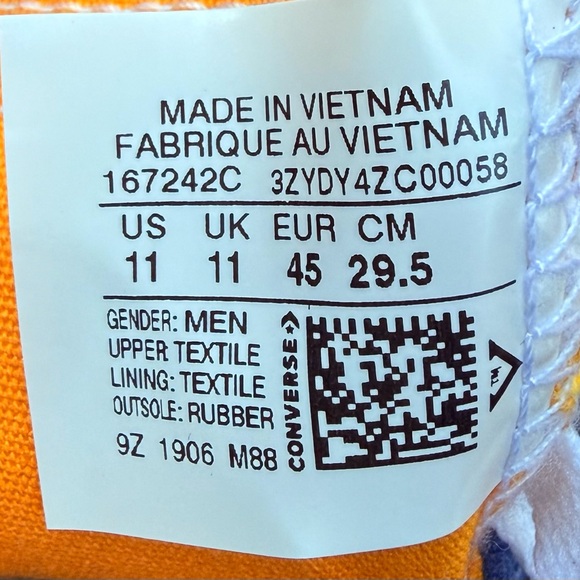 MADE IN VIETNAM
FABRIQUE AU VIETNAM
167242C 3ZYDY4ZC00058
US UK EUR CM
11 11 45 29.5
GENDER: MEN
UPPER TEXTILE
LINING: TEXTILE
OUTSOLE: RUBBER
9Z 1906 M88
CONVERSE
TM